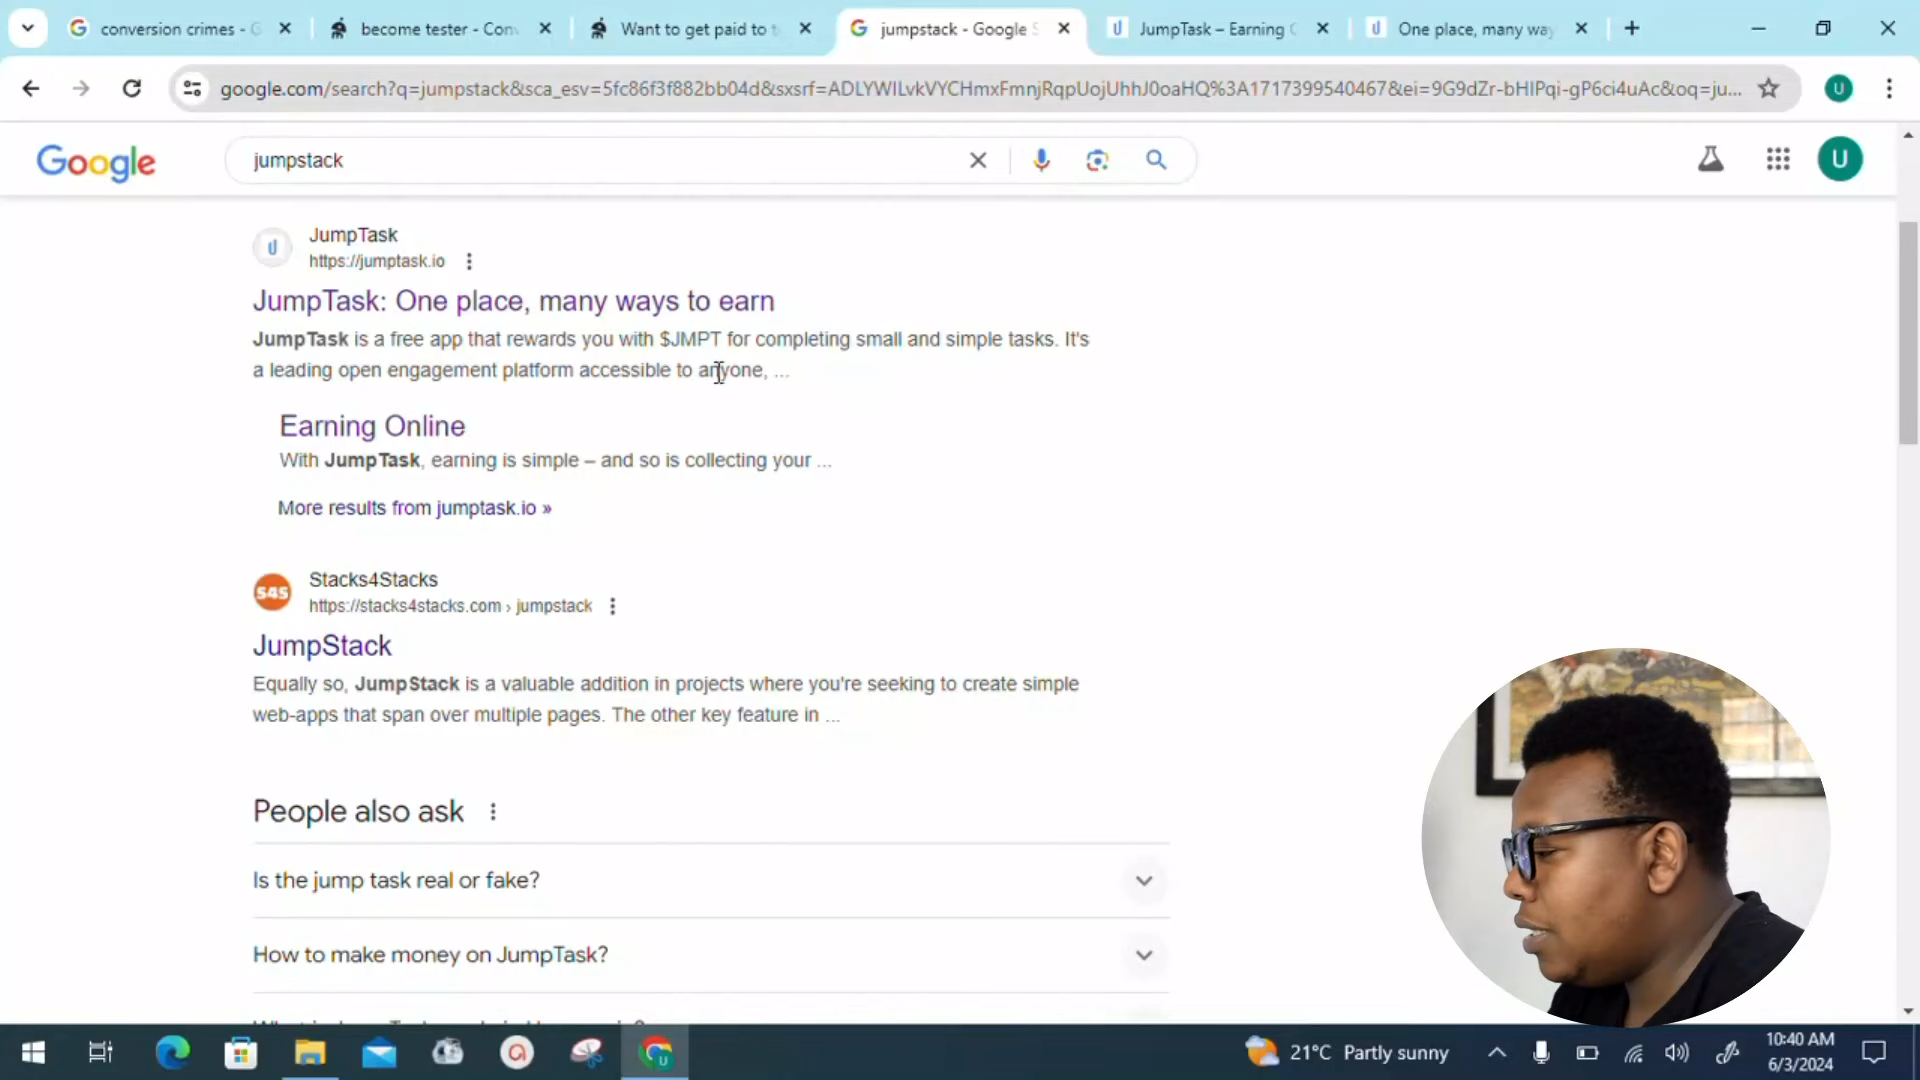 conversion crimes - G
become tester - Con
Want to get paid to t
jumpstack - Google S
JumpTask – Earning O
One place, many way
google.com/search?q=jumpstack&sca_esv=5fc86f3f882bb04d&sxsrf=ADLYWILvkVYCHmxFmnjRqpUojUhhJ0oaHQ%3A1717399540467&ei=9G9dZr-bHIPqi-gP6ci4uAc&oq=ju...
U
Google
jumpstack
U
JumpTask
https://jumptask.io
JumpTask: One place, many ways to earn
JumpTask is a free app that rewards you with $JMPT for completing small and simple tasks. It's
a leading open engagement platform accessible to anyone, ...
Earning Online
With JumpTask, earning is simple – and so is collecting your ...
More results from jumptask.io »
S4S
Stacks4Stacks
https://stacks4stacks.com › jumpstack
JumpStack
Equally so, JumpStack is a valuable addition in projects where you're seeking to create simple
web-apps that span over multiple pages. The other key feature in ...
People also ask
Is the jump task real or fake?
How to make money on JumpTask?
21°C Partly sunny
10:40 AM
6/3/2024